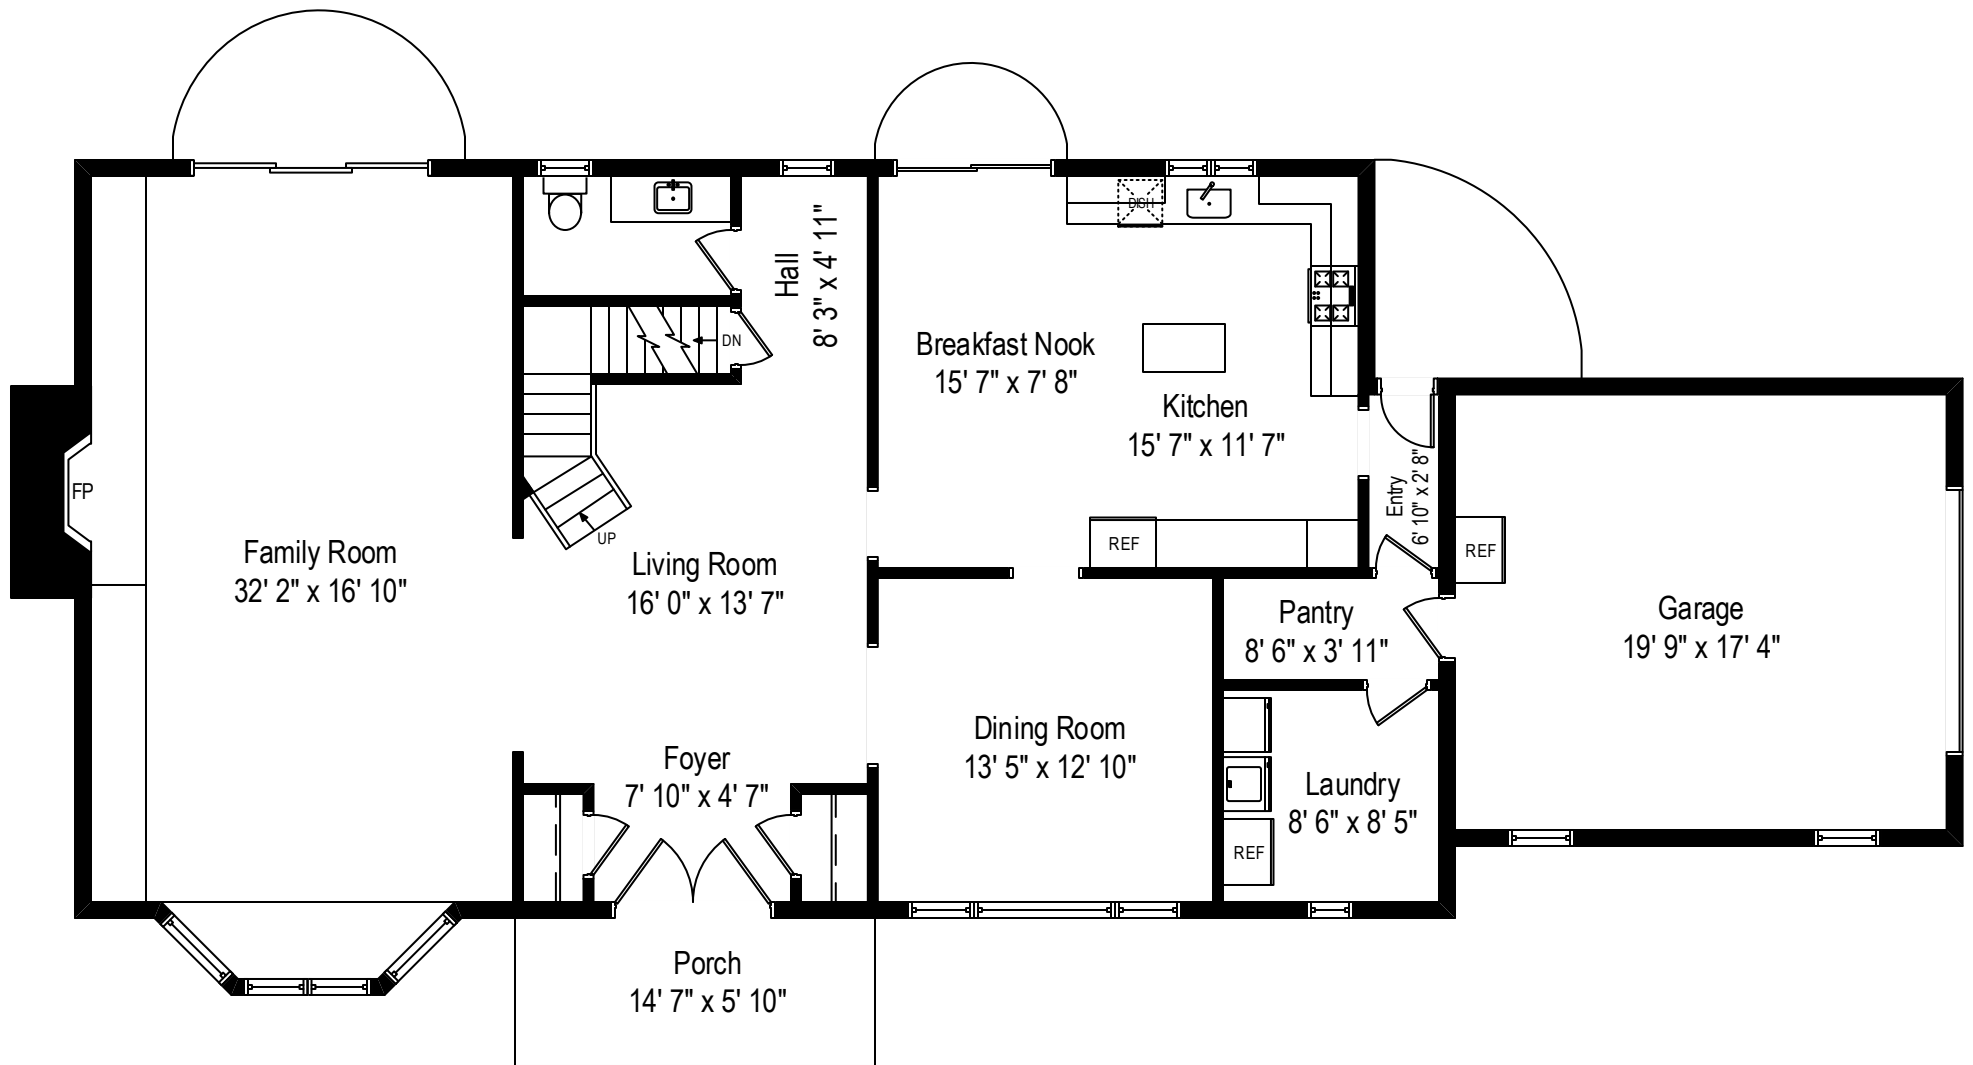 DISH
Hall
8' 3" x 4' 11"
DN
Breakfast Nook
15' 7" x 7' 8"
Kitchen
15' 7" x 11' 7"
Entry
6' 10" x 2' 8"
FP
UP
REF
REF
Family Room
32' 2" x 16' 10"
Living Room
16' 0" x 13' 7"
Pantry
8' 6" x 3' 11"
Garage
19' 9" x 17' 4"
Dining Room
13' 5" x 12' 10"
Foyer
7' 10" x 4' 7"
Laundry
8' 6" x 8' 5"
REF
Porch
14' 7" x 5' 10"